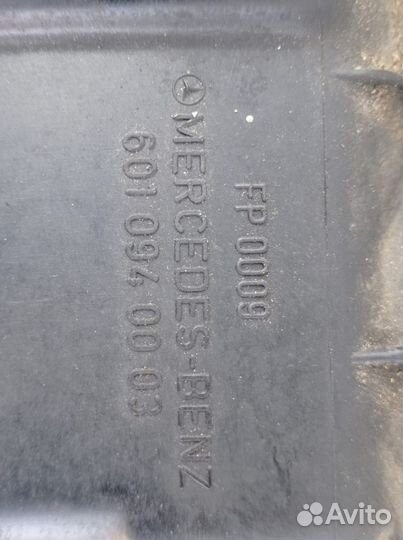 FP 0009
MERCEDES-BENZ
601 094 00 03
Avito